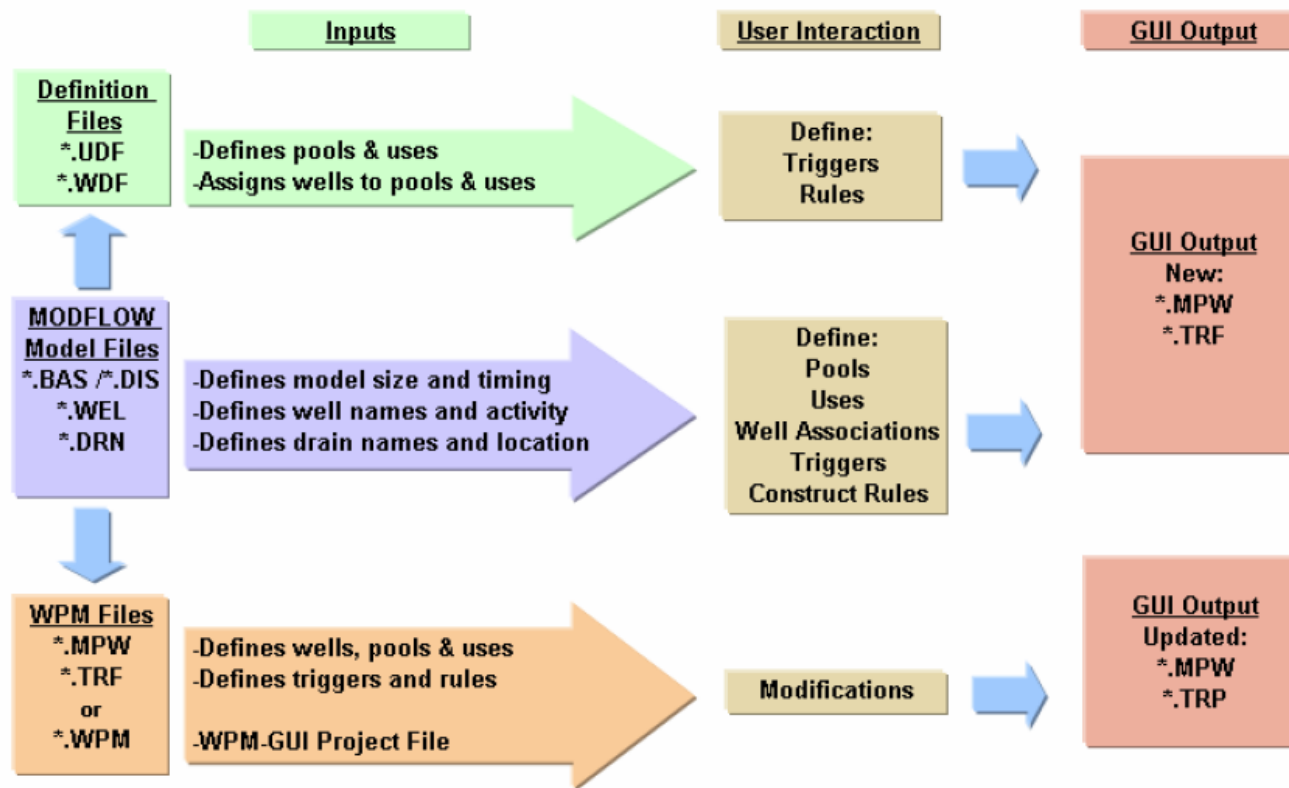 Inputs
User Interaction
GUI Output
Definition
Files
*.UDF
*.WDF
-Defines pools & uses
-Assigns wells to pools & uses
Define:
Triggers
Rules
GUI Output
New:
*.MPW
*.TRF
MODFLOW
Model Files
*.BAS /*.DIS
*.WEL
*.DRN
-Defines model size and timing
-Defines well names and activity
-Defines drain names and location
Define:
Pools
Uses
Well Associations
Triggers
Construct Rules
WPM Files
*.MPW
*.TRF
or
*.WPM
-Defines wells, pools & uses
-Defines triggers and rules
-WPM-GUI Project File
Modifications
GUI Output
Updated:
*.MPW
*.TRP